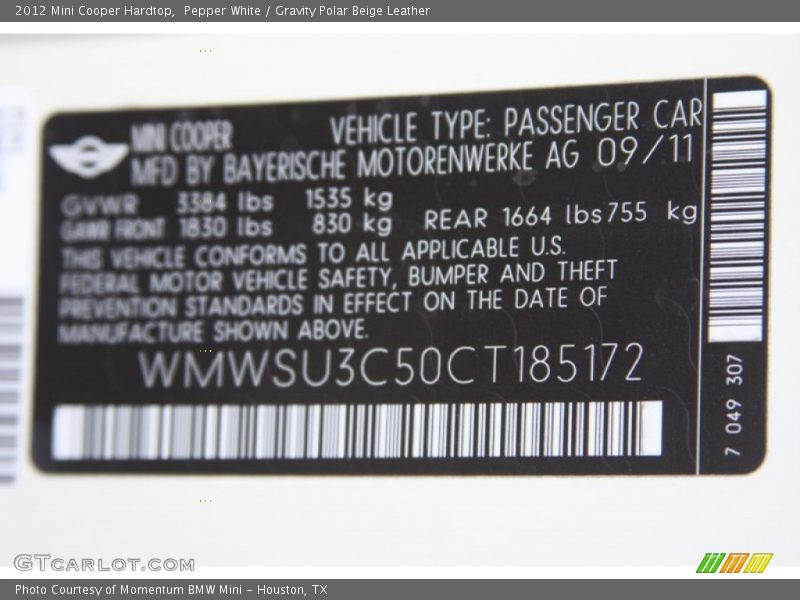 2012 Mini Cooper Hardtop,  Pepper White / Gravity Polar Beige Leather
MINI COOPER
VEHICLE TYPE: PASSENGER CAR
MFD BY BAYERISCHE MOTORENWERKE AG 09/11
GVWR 3384 lbs 1535 kg
GAWR FRONT 1830 lbs 830 kg REAR 1664 lbs 755 kg
THIS VEHICLE CONFORMS TO ALL APPLICABLE U.S.
FEDERAL MOTOR VEHICLE SAFETY, BUMPER AND THEFT
PREVENTION STANDARDS IN EFFECT ON THE DATE OF
MANUFACTURE SHOWN ABOVE.
WMWSU3C50CT185172
7 049 307
GTCARLOT.COM
Photo Courtesy of Momentum BMW Mini - Houston, TX